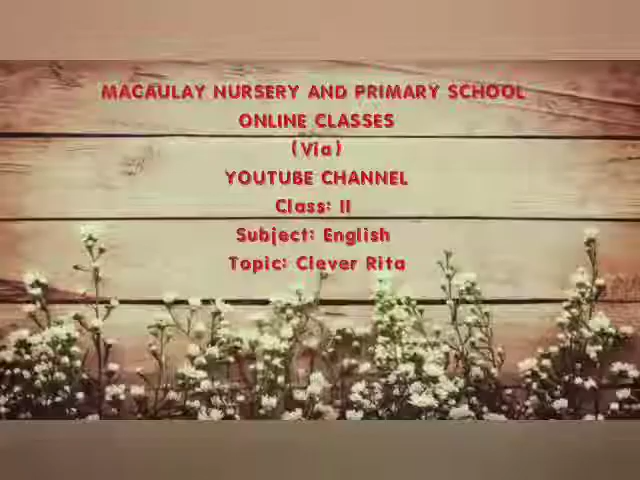 MACAULAY NURSERY AND PRIMARY SCHOOL
ONLINE CLASSES
(Via)
YOUTUBE CHANNEL
Class: II
Subject: English
Topic: Clever Rita